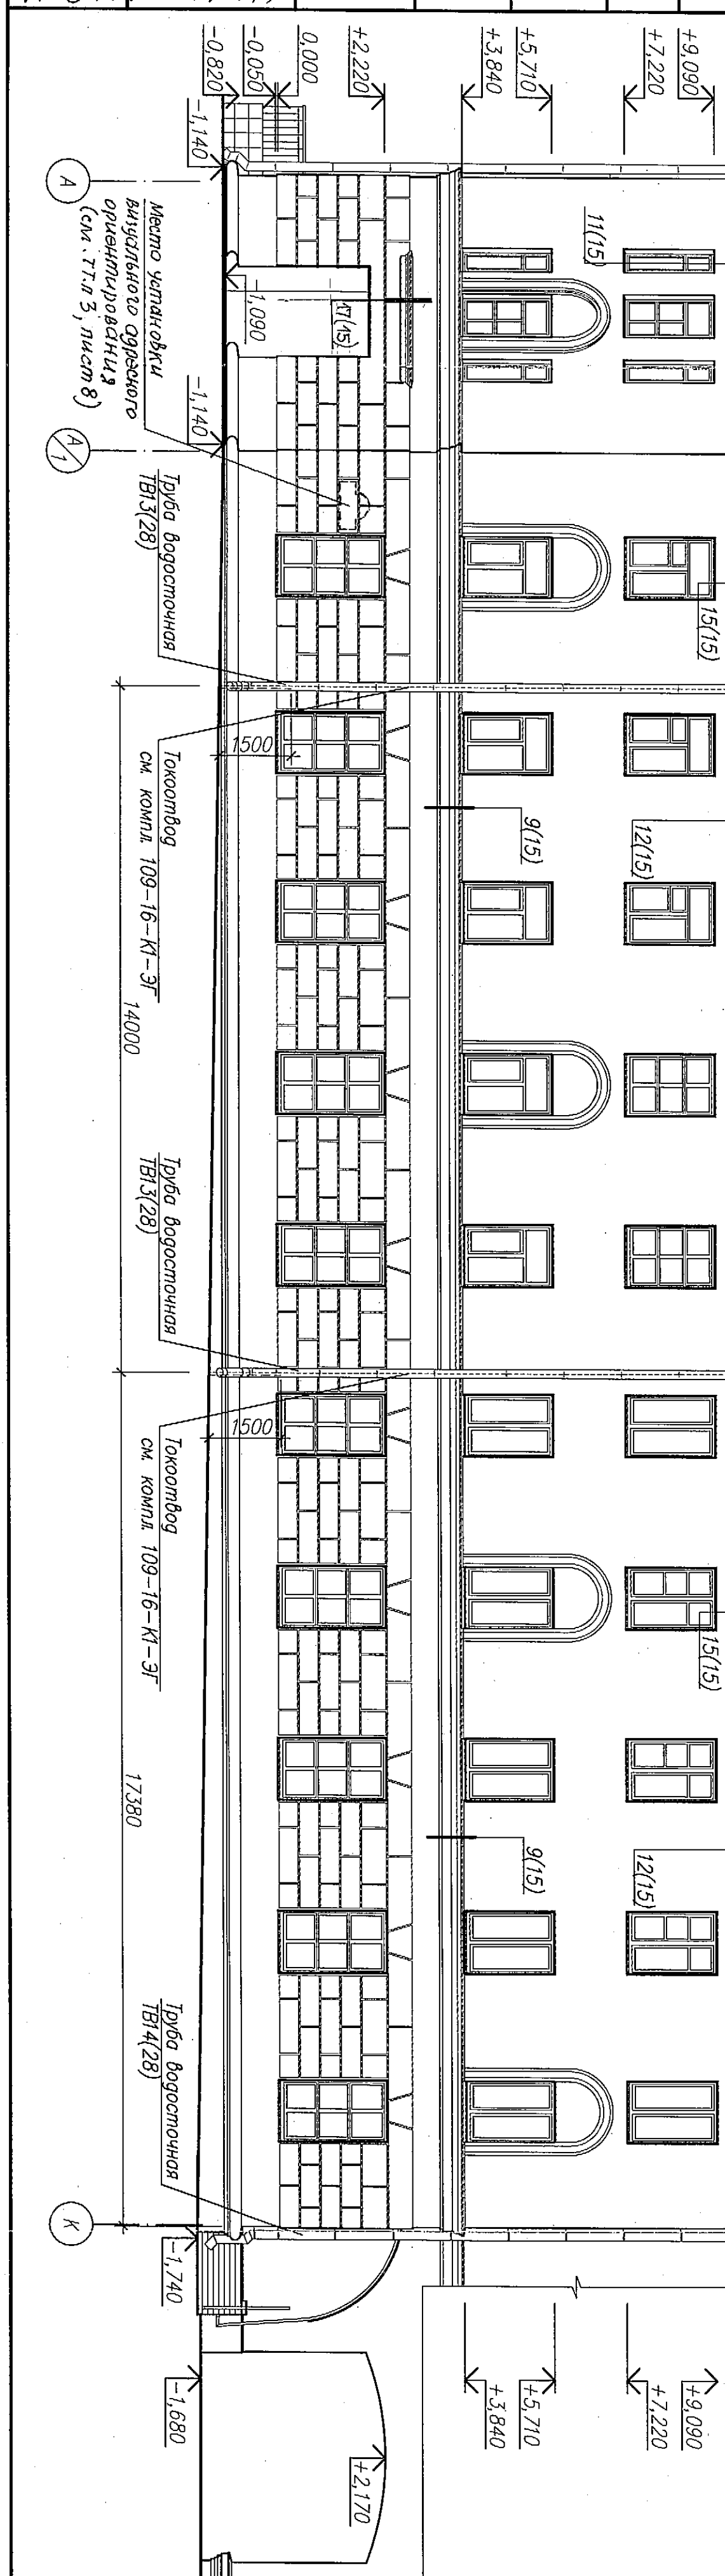 +9,090
+7,220
+5,710
+3,840
+2,220
0,000
-0,050
-0,820
-1,140
11(15)
15(15)
12(15)
15(15)
12(15)
9(15)
9(15)
17(15)
-1,090
-1,140
А
А/1
Место установки
визуального адресного
ориентирования
(см. тт.л 3, лист 8)
Труба водосточная
ТВ13(28)
1500
Токоотвод
см. компл. 109-16-К1-ЭГ
14000
Труба водосточная
ТВ13(28)
1500
Токоотвод
см. компл. 109-16-К1-ЭГ
17380
Труба водосточная
ТВ14(28)
К
-1,740
-1,680
+2,170
+9,090
+7,220
+5,710
+3,840